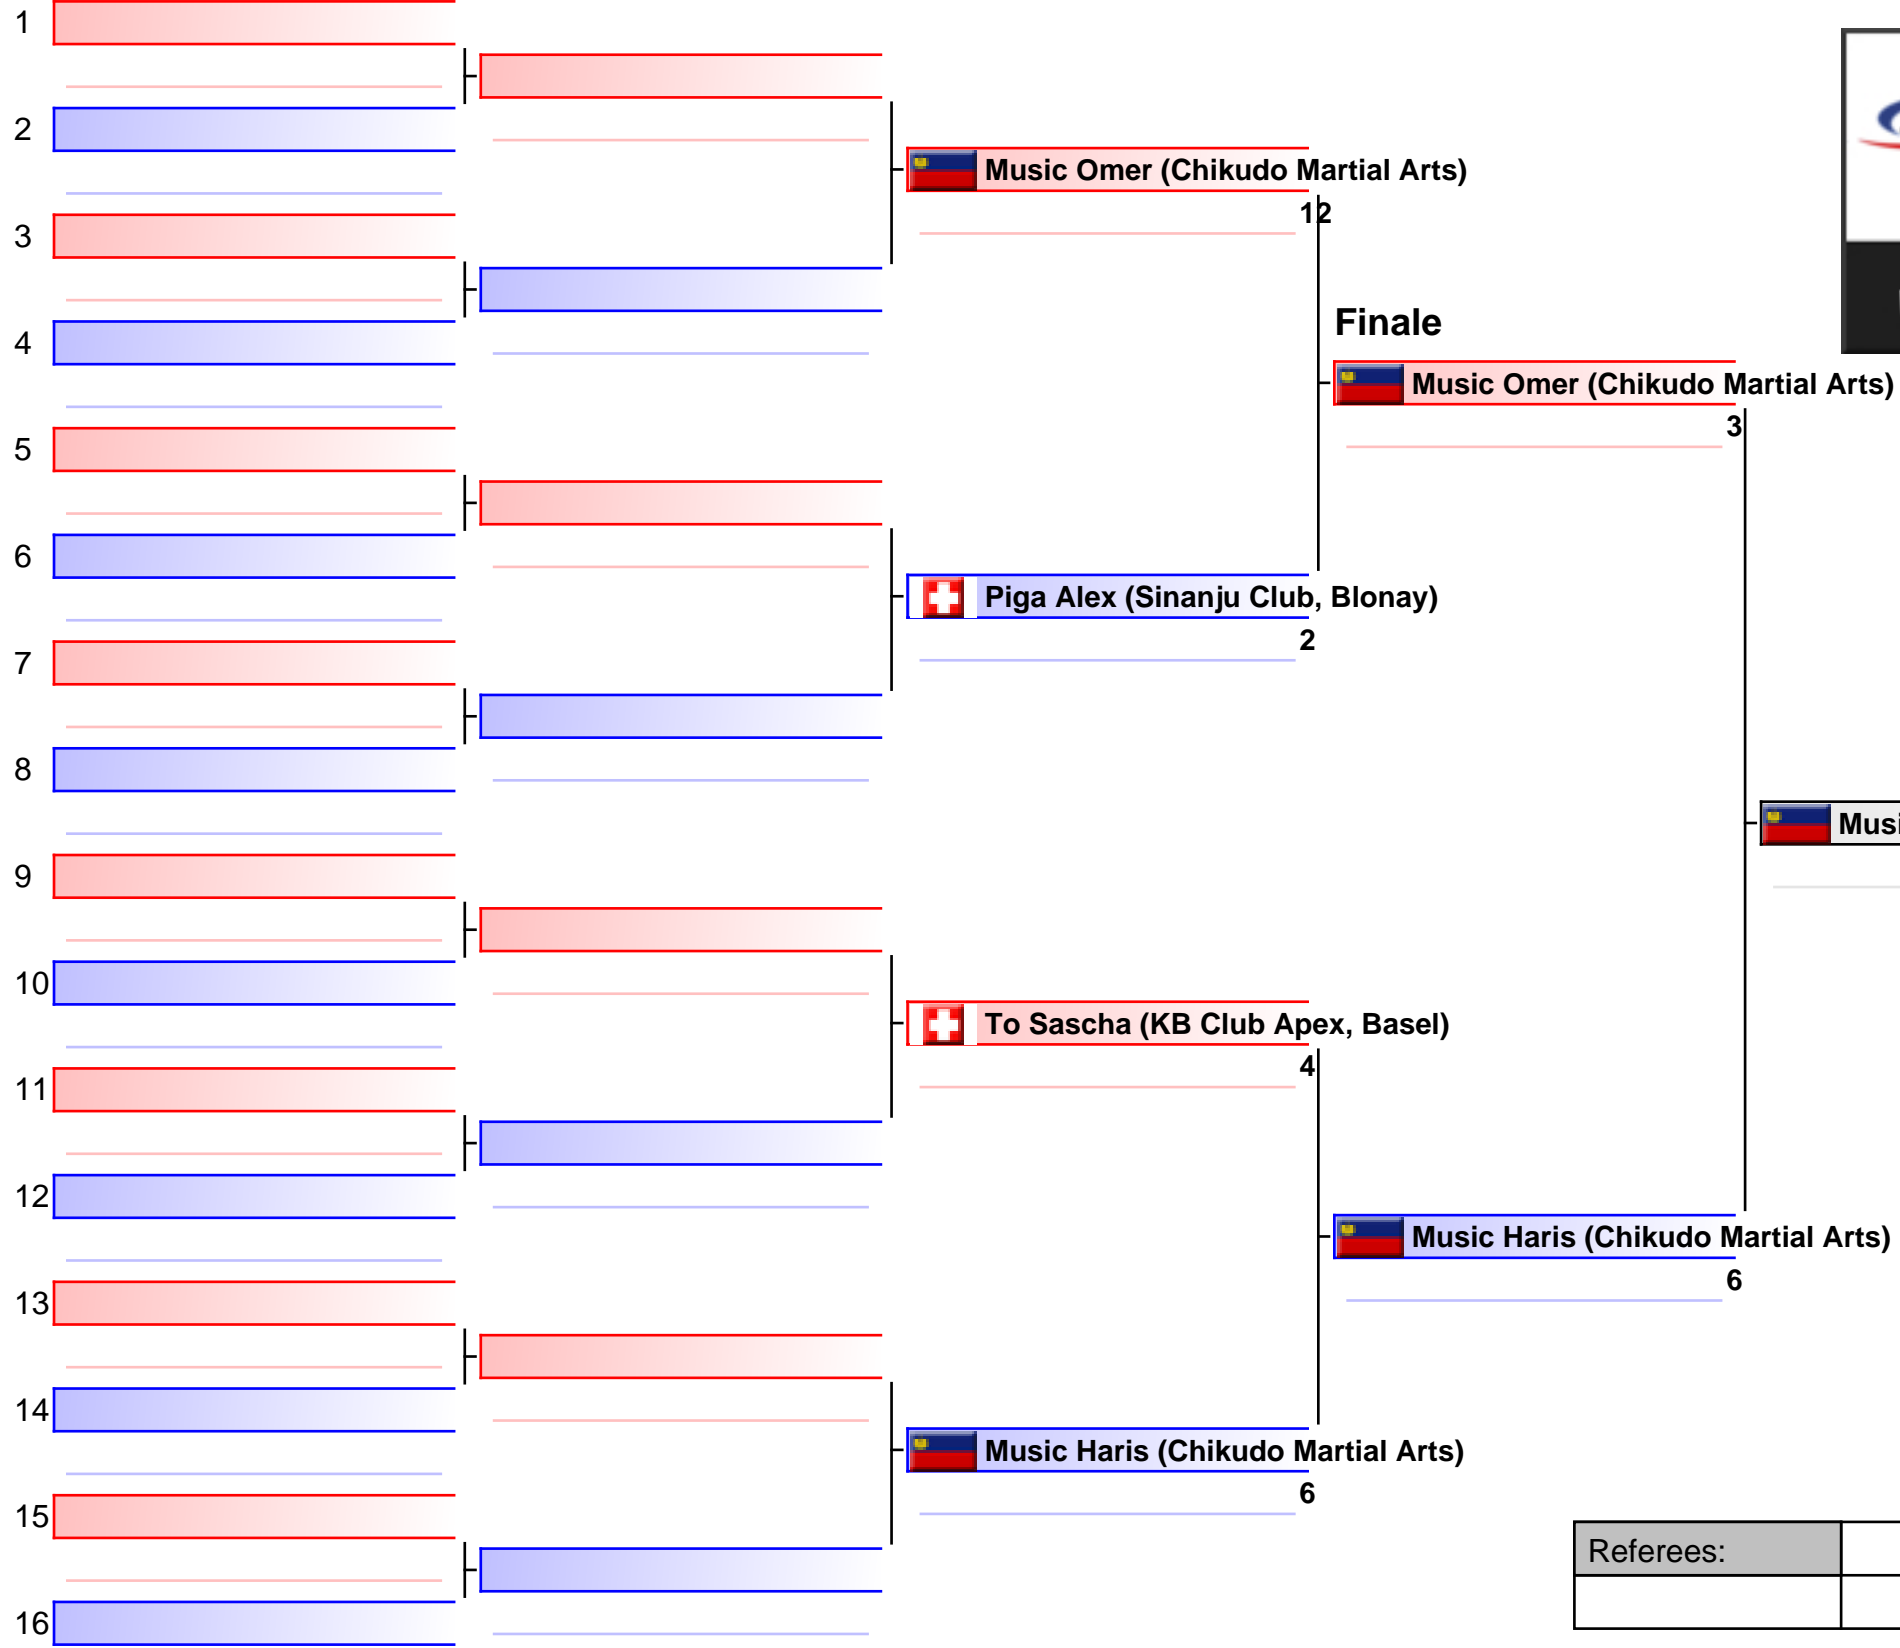 1
2
3
4
5
6
7
8
9
10
11
12
13
14
15
16
Music Omer (Chikudo Martial Arts)
12
Piga Alex (Sinanju Club, Blonay)
2
To Sascha (KB Club Apex, Basel)
4
Music Haris (Chikudo Martial Arts)
6
Finale
Music Omer (Chikudo Martial Arts)
3
Music Haris (Chikudo Martial Arts)
6
Referees: